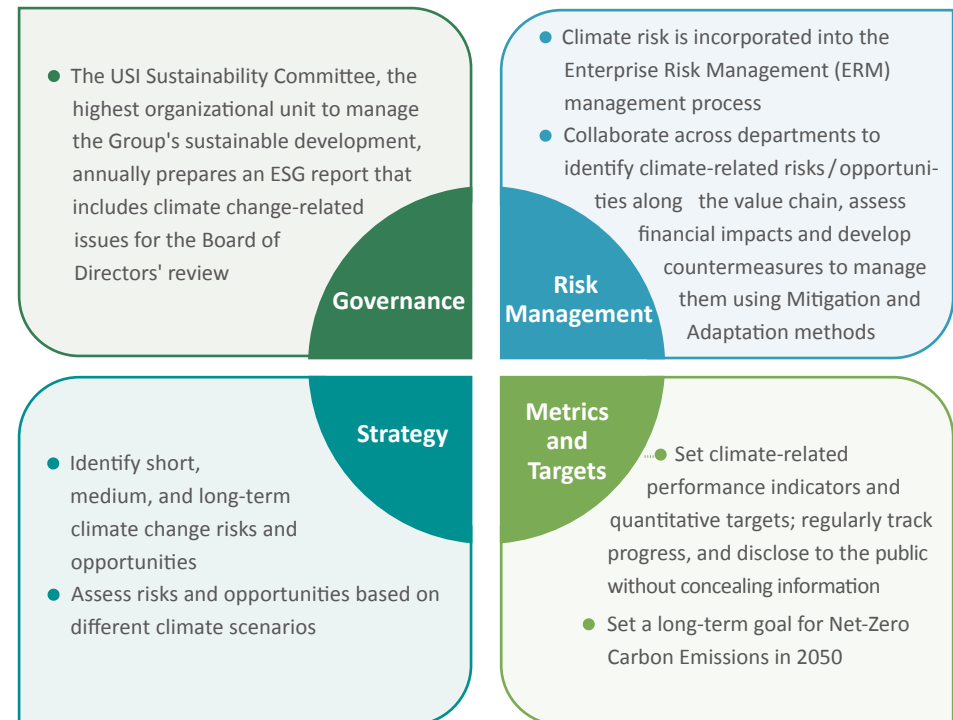 The USI Sustainability Committee, the
highest organizational unit to manage
the Group's sustainable development,
annually prepares an ESG report that
includes climate change-related
issues for the Board of
Directors' review
Governance
Climate risk is incorporated into the
Enterprise Risk Management (ERM)
management process
Collaborate across departments to
identify climate-related risks/opportuni-
ties along the value chain, assess
financial impacts and develop
countermeasures to manage
them using Mitigation and
Adaptation methods
Risk
Management
Strategy
Identify short,
medium, and long-term
climate change risks and
opportunities
Assess risks and opportunities based on
different climate scenarios
Metrics
and
Targets
Set climate-related
performance indicators and
quantitative targets; regularly track
progress, and disclose to the public
without concealing information
Set a long-term goal for Net-Zero
Carbon Emissions in 2050